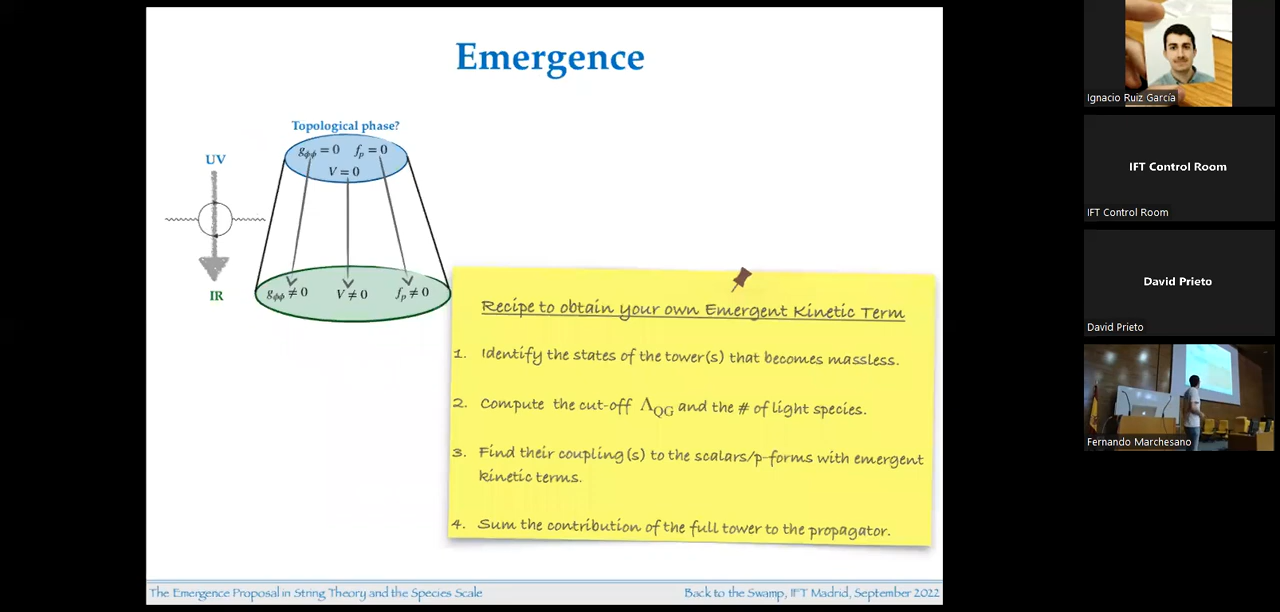 Emergence
Topological phase?
g_ϕϕ = 0 f_p = 0
V = 0
UV
IR
g_ϕϕ ≠ 0 V ≠ 0 f_p ≠ 0
Recipe to obtain your own Emergent Kinetic Term
1. Identify the states of the tower(s) that becomes massless.
2. Compute the cut-off Λ_QG and the # of light species.
3. Find their coupling(s) to the scalars/p-forms with emergent
kinetic terms.
4. Sum the contribution of the full tower to the propagator.
The Emergence Proposal in String Theory and the Species Scale
Back to the Swamp, IFT Madrid, September 2022
Ignacio Ruiz García
IFT Control Room
IFT Control Room
David Prieto
David Prieto
Fernando Marchesano